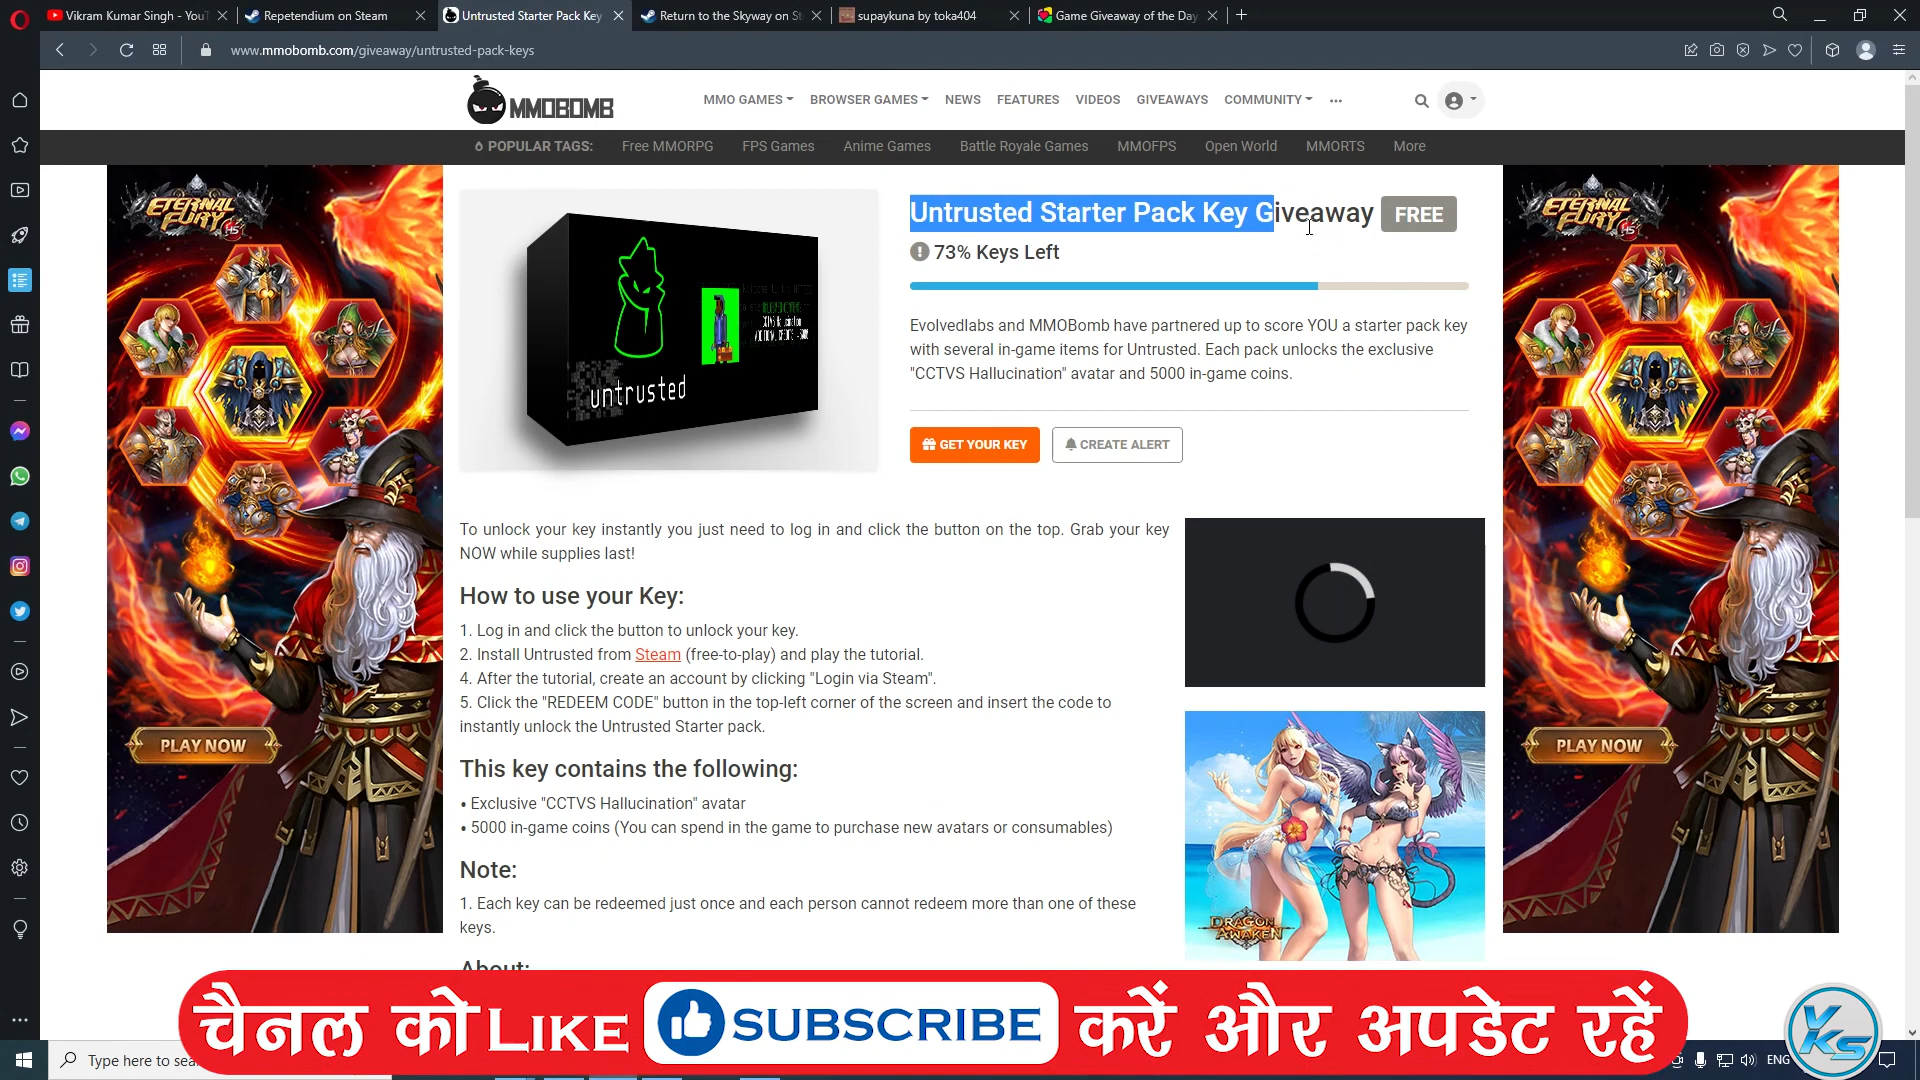 Vikram Kumar Singh - YouT
Repetendium on Steam
Untrusted Starter Pack Key
Return to the Skyway on St
supaykuna by toka404
Game Giveaway of the Day
www.mmobomb.com/giveaway/untrusted-pack-keys
MMOBOMB
MMO GAMES
BROWSER GAMES
NEWS
FEATURES
VIDEOS
GIVEAWAYS
COMMUNITY
POPULAR TAGS:
Free MMORPG
FPS Games
Anime Games
Battle Royale Games
MMOFPS
Open World
MMORTS
More
ETERNAL FURY H5
PLAY NOW
untrusted
Untrusted Starter Pack Key Giveaway FREE
73% Keys Left
Evolvedlabs and MMOBomb have partnered up to score YOU a starter pack key
with several in-game items for Untrusted. Each pack unlocks the exclusive
"CCTVS Hallucination" avatar and 5000 in-game coins.
GET YOUR KEY
CREATE ALERT
To unlock your key instantly you just need to log in and click the button on the top. Grab your key
NOW while supplies last!
How to use your Key:
1. Log in and click the button to unlock your key.
2. Install Untrusted from Steam (free-to-play) and play the tutorial.
4. After the tutorial, create an account by clicking "Login via Steam".
5. Click the "REDEEM CODE" button in the top-left corner of the screen and insert the code to
instantly unlock the Untrusted Starter pack.
This key contains the following:
• Exclusive "CCTVS Hallucination" avatar
• 5000 in-game coins (You can spend in the game to purchase new avatars or consumables)
Note:
1. Each key can be redeemed just once and each person cannot redeem more than one of these
keys.
About:
DRAGON AWAKEN
ETERNAL FURY H5
PLAY NOW
चैनल को LIKE SUBSCRIBE करें और अपडेट रहें
YKS
Type here to sea
ENG